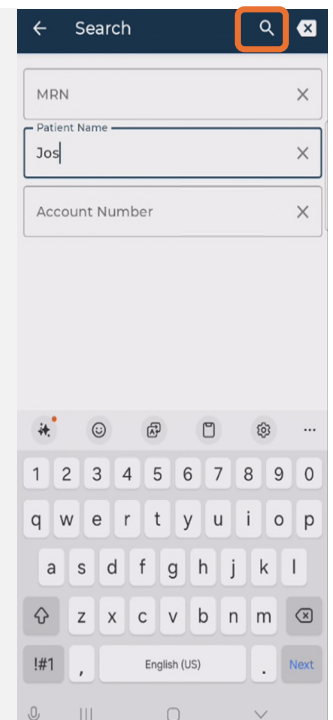 Search
MRN
Patient Name
Jos
Account Number
1 2 3 4 5 6 7 8 9 0
q w e r t y u i o p
a s d f g h j k l
z x c v b n m
!#1 , English (US) . Next